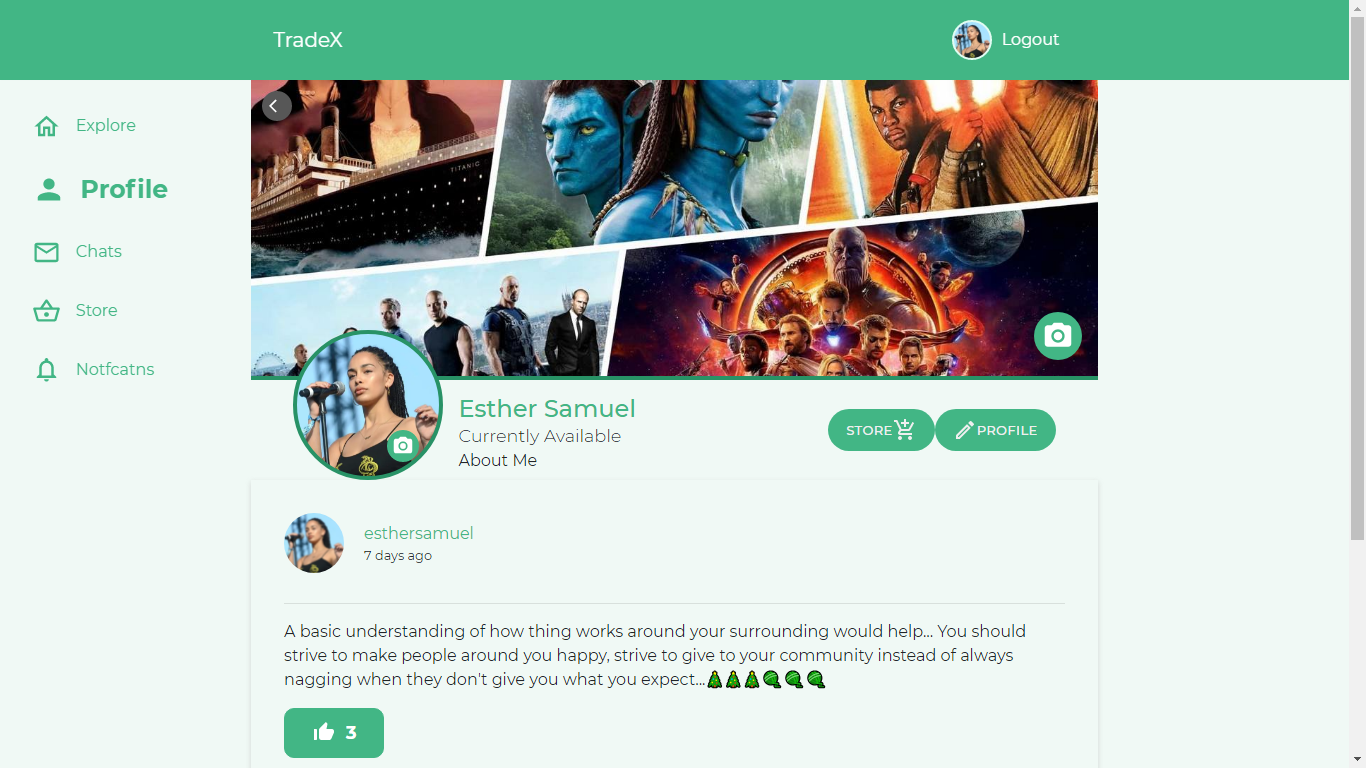 TradeX
Logout
Explore
Profile
Chats
Store
Notfcatns
TITANIC
Esther Samuel
Currently Available
About Me
STORE
PROFILE
esthersamuel
7 days ago
A basic understanding of how thing works around your surrounding would help... You should
strive to make people around you happy, strive to give to your community instead of always
nagging when they don't give you what you expect...🎄🎄🎄🎾🎾🎾
3